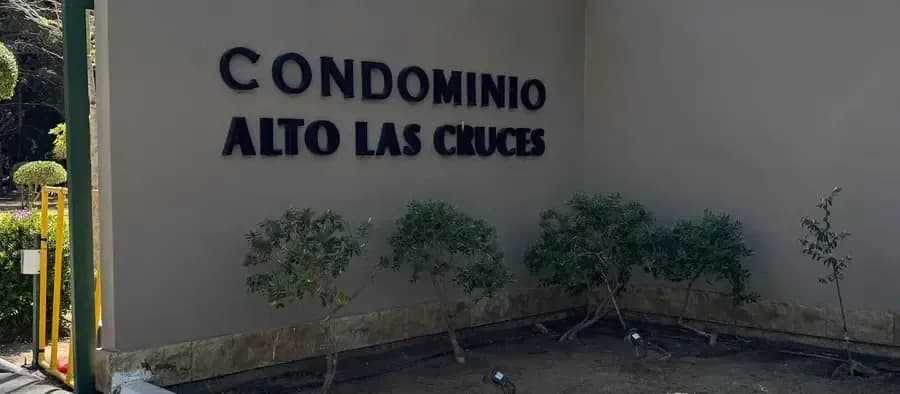 CONDOMINIO
ALTO LAS CRUCES